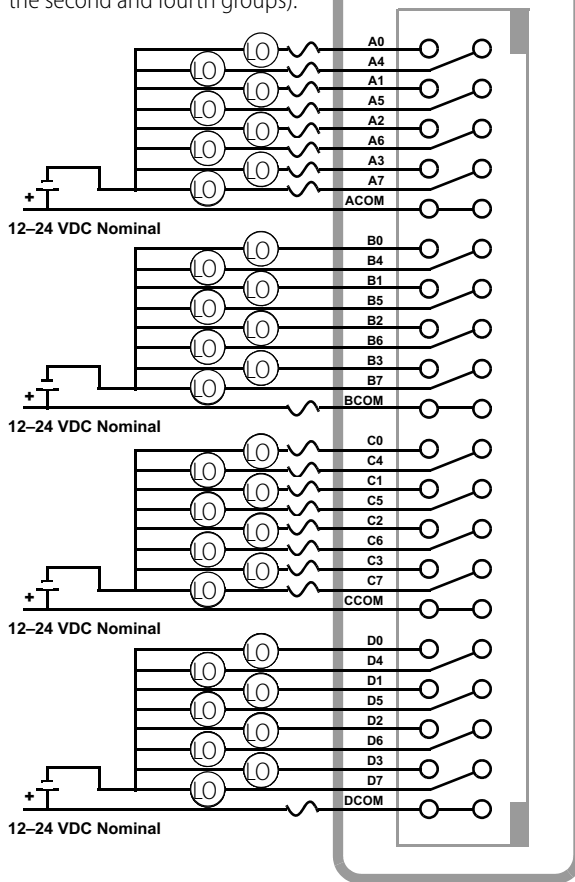 the second and fourth groups).
LO A0
LO A4
LO A1
LO A5
LO A2
LO A6
LO A3
LO A7
+ ACOM
12–24 VDC Nominal
LO B0
LO B4
LO B1
LO B5
LO B2
LO B6
LO B3
LO B7
+ BCOM
12–24 VDC Nominal
LO C0
LO C4
LO C1
LO C5
LO C2
LO C6
LO C3
LO C7
+ CCOM
12–24 VDC Nominal
LO D0
LO D4
LO D1
LO D5
LO D2
LO D6
LO D3
LO D7
+ DCOM
12–24 VDC Nominal